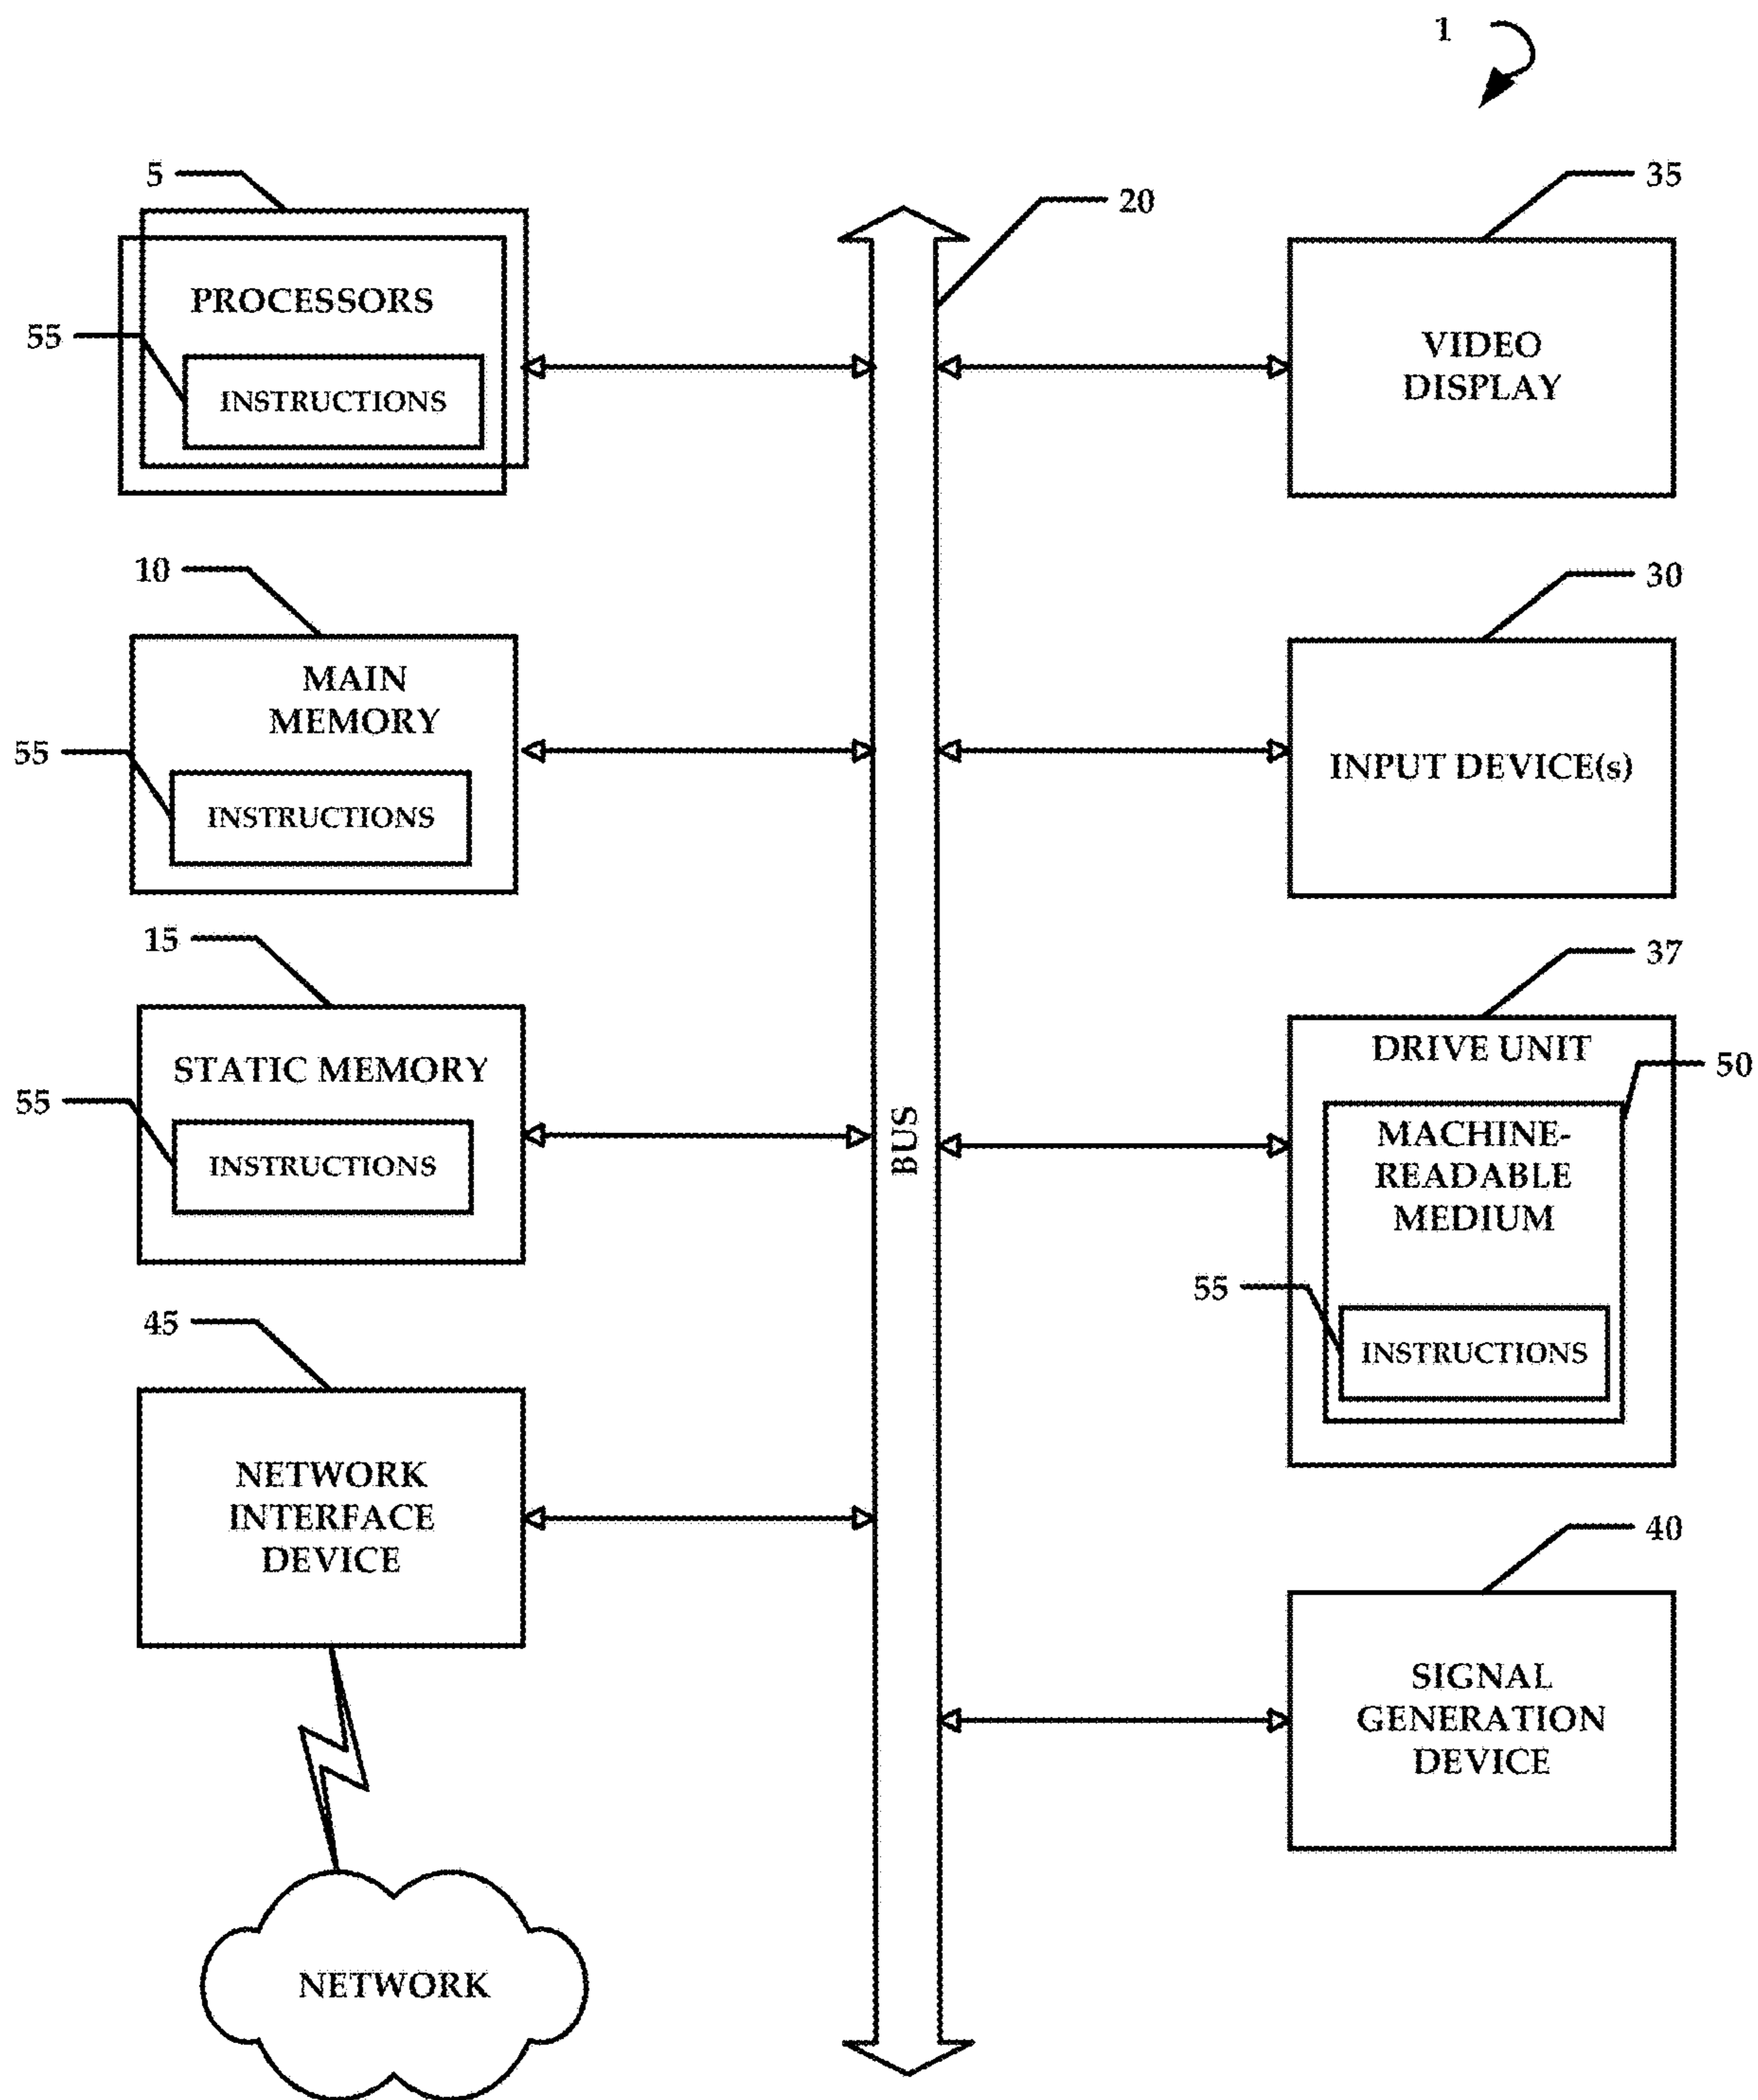 1
5
PROCESSORS
55
INSTRUCTIONS
10
MAIN
MEMORY
55
INSTRUCTIONS
15
STATIC MEMORY
55
INSTRUCTIONS
45
NETWORK
INTERFACE
DEVICE
NETWORK
20
BUS
35
VIDEO
DISPLAY
30
INPUT DEVICE(s)
37
DRIVE UNIT
50
MACHINE-
READABLE
MEDIUM
55
INSTRUCTIONS
40
SIGNAL
GENERATION
DEVICE